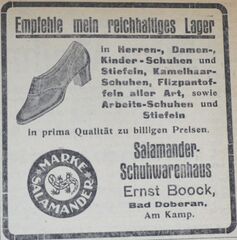 Empfehle mein reichhaltiges Lager
in Herren-, Damen-,
Kinder-Schuhen und
Stiefeln, Kamelhaar-
Schuhen, Filzpantof-
feln aller Art, sowie
Arbeits-Schuhen und
Stiefeln
in prima Qualität zu billigen Preisen.
MARKE
SALAMANDER
Salamander-
Schuhwarenhaus
Ernst Boock,
Bad Doberan,
Am Kamp.